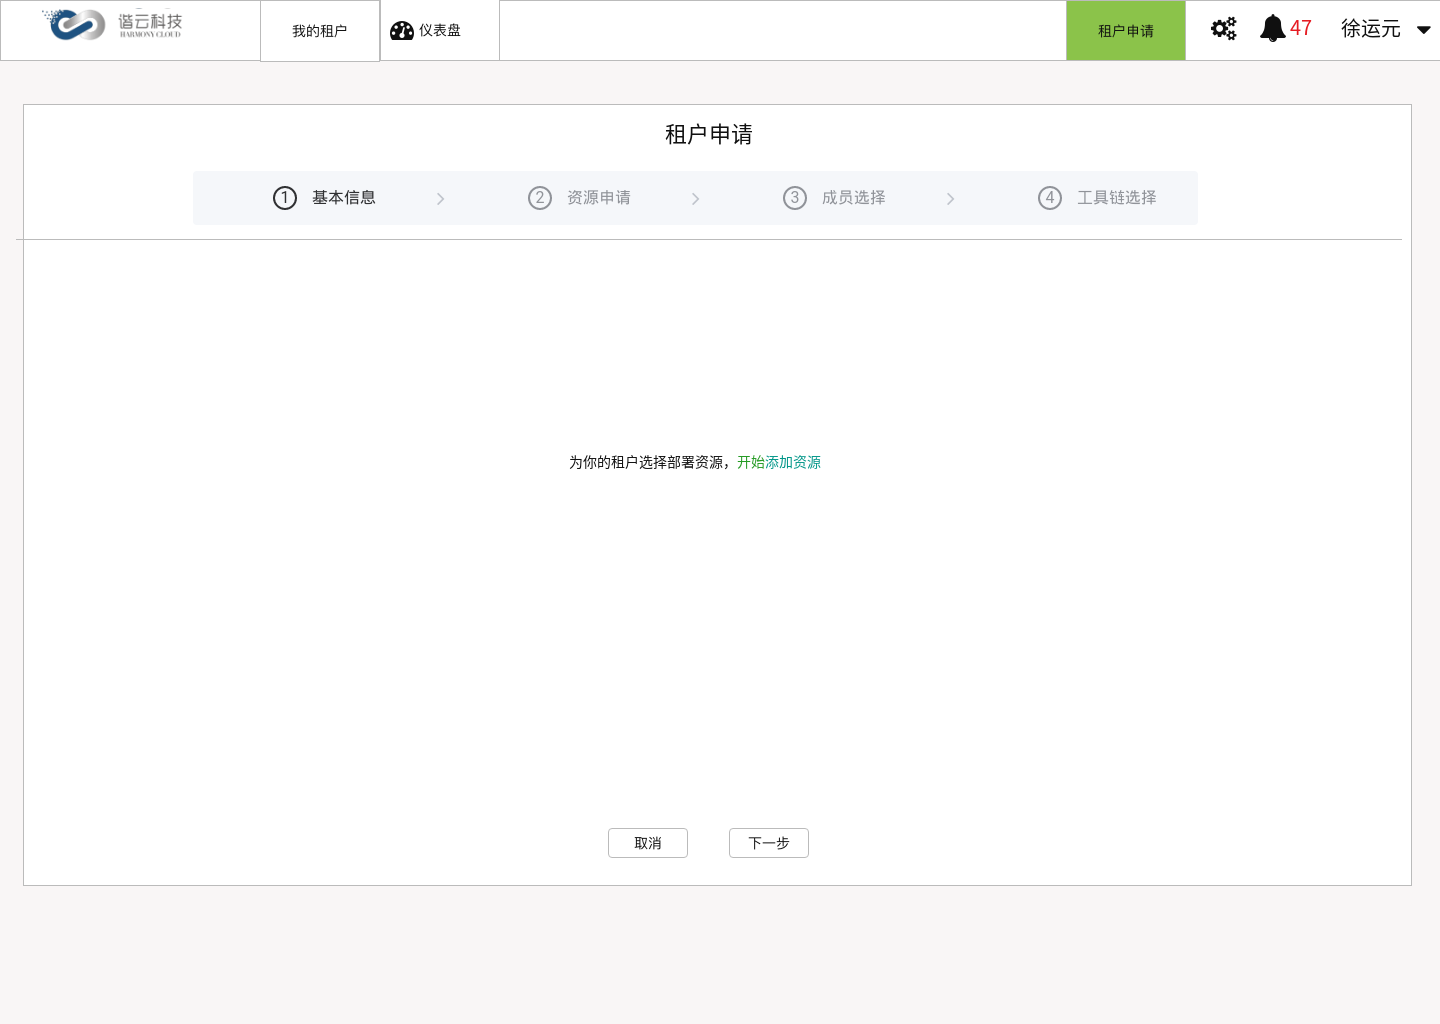 谐云科技
HARMONY CLOUD
我的租户
仪表盘
租户申请
47
徐运元
租户申请
1 基本信息
2 资源申请
3 成员选择
4 工具链选择
为你的租户选择部署资源，开始添加资源
取消
下一步